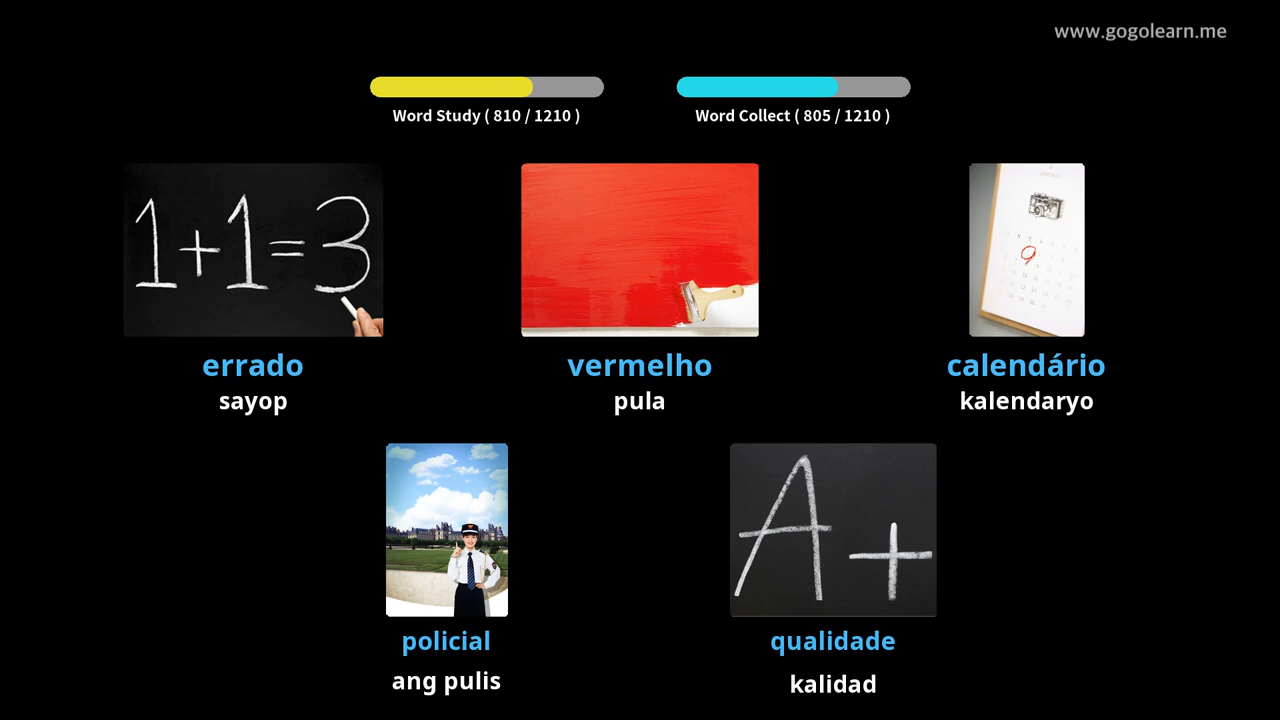 www.gogolearn.me
Word Study ( 810 / 1210 )
Word Collect ( 805 / 1210 )
1+1=3
errado
sayop
vermelho
pula
9
calendário
kalendaryo
A+
policial
ang pulis
qualidade
kalidad